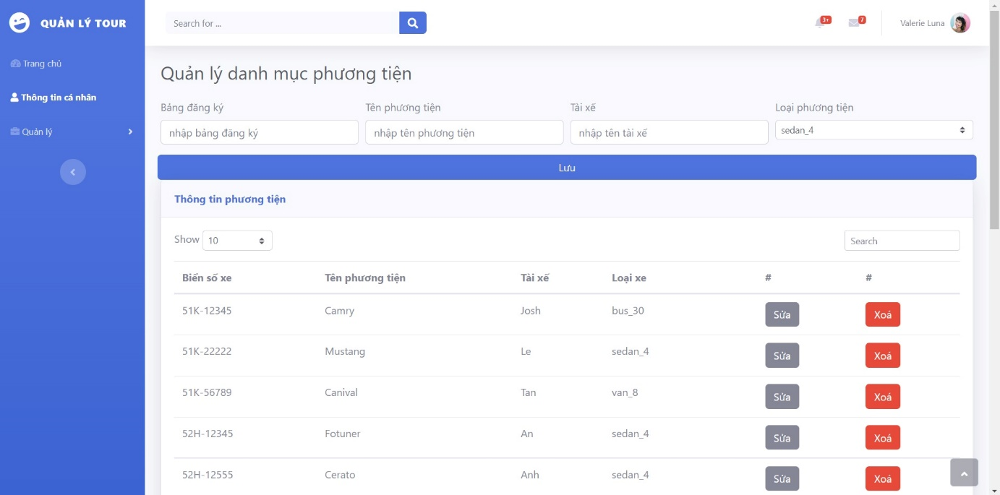 QUẢN LÝ TOUR
Trang chủ
Thông tin cá nhân
Quản lý
Search for ...
3+
7
Valerie Luna
Quản lý danh mục phương tiện
Bảng đăng ký
Tên phương tiện
Tài xế
Loại phương tiện
nhập bảng đăng ký
nhập tên phương tiện
nhập tên tài xế
sedan_4
Lưu
Thông tin phương tiện
Show 10
Search
Biển số xe Tên phương tiện Tài xế Loại xe # #
51K-12345 Camry Josh bus_30 Sửa Xoá
51K-22222 Mustang Le sedan_4 Sửa Xoá
51K-56789 Canival Tan van_8 Sửa Xoá
52H-12345 Fotuner An sedan_4 Sửa Xoá
52H-12555 Cerato Anh sedan_4 Sửa Xoá